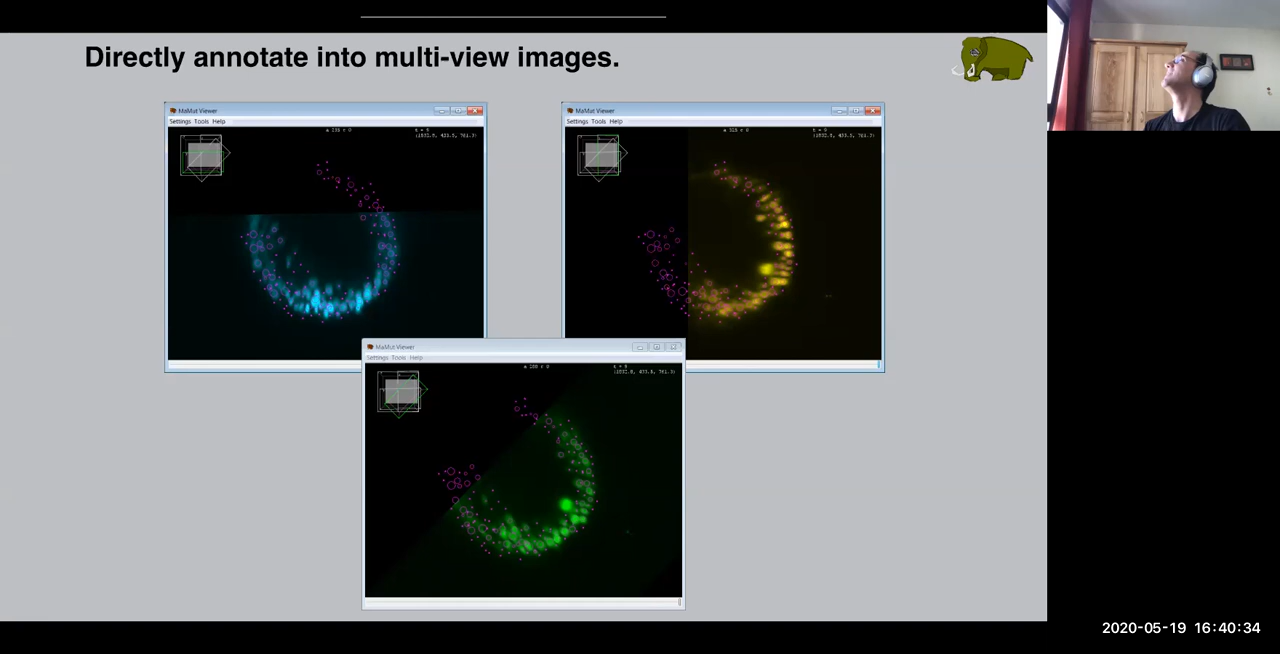 Directly annotate into multi-view images.
MaMut Viewer
Settings Tools Help
MaMut Viewer
Settings Tools Help
MaMut Viewer
Settings Tools Help
2020-05-19 16:40:34